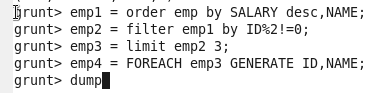 grunt> emp1 = order emp by SALARY desc,NAME;
grunt> emp2 = filter emp1 by ID%2!=0;
grunt> emp3 = limit emp2 3;
grunt> emp4 = FOREACH emp3 GENERATE ID,NAME;
grunt> dump